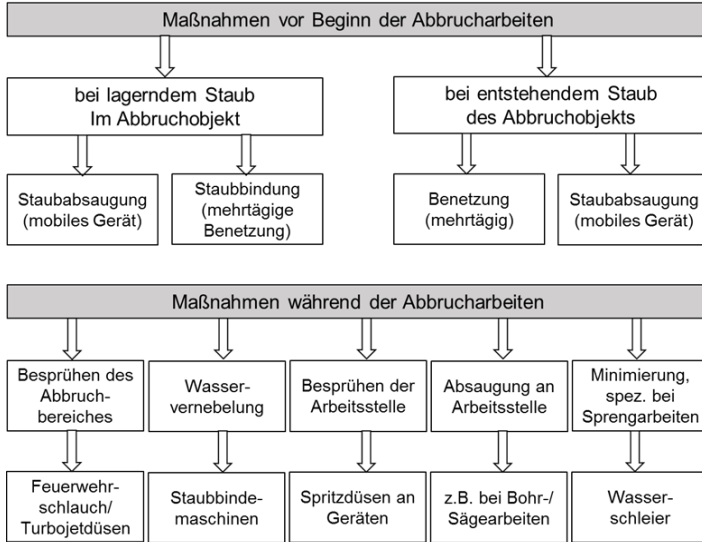 Maßnahmen vor Beginn der Abbrucharbeiten
bei lagerndem Staub
Im Abbruchobjekt
bei entstehendem Staub
des Abbruchobjekts
Staubabsaugung
(mobiles Gerät)
Staubbindung
(mehrtägige
Benetzung)
Benetzung
(mehrtägig)
Staubabsaugung
(mobiles Gerät)
Maßnahmen während der Abbrucharbeiten
Besprühen des
Abbruch-
bereiches
Wasser-
vernebelung
Besprühen der
Arbeitsstelle
Absaugung an
Arbeitsstelle
Minimierung,
spez. bei
Sprengarbeiten
Feuerwehr-
schlauch/
Turbojetdüsen
Staubbinde-
maschinen
Spritzdüsen an
Geräten
z.B. bei Bohr-/
Sägearbeiten
Wasser-
schleier